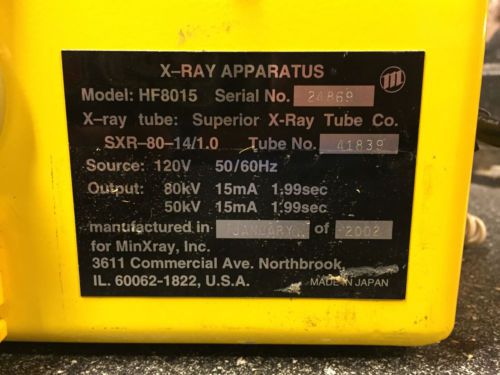 X-RAY APPARATUS
Model: HF8015 Serial No. 24869
X-ray tube: Superior X-Ray Tube Co.
SXR-80-14/1.0 Tube No. 41839
Source: 120V 50/60Hz
Output: 80kV 15mA 1.99sec
50kV 15mA 1.99sec
manufactured in JANUARY. of 2002
for MinXray, Inc.
3611 Commercial Ave. Northbrook,
IL. 60062-1822, U.S.A. MADE IN JAPAN